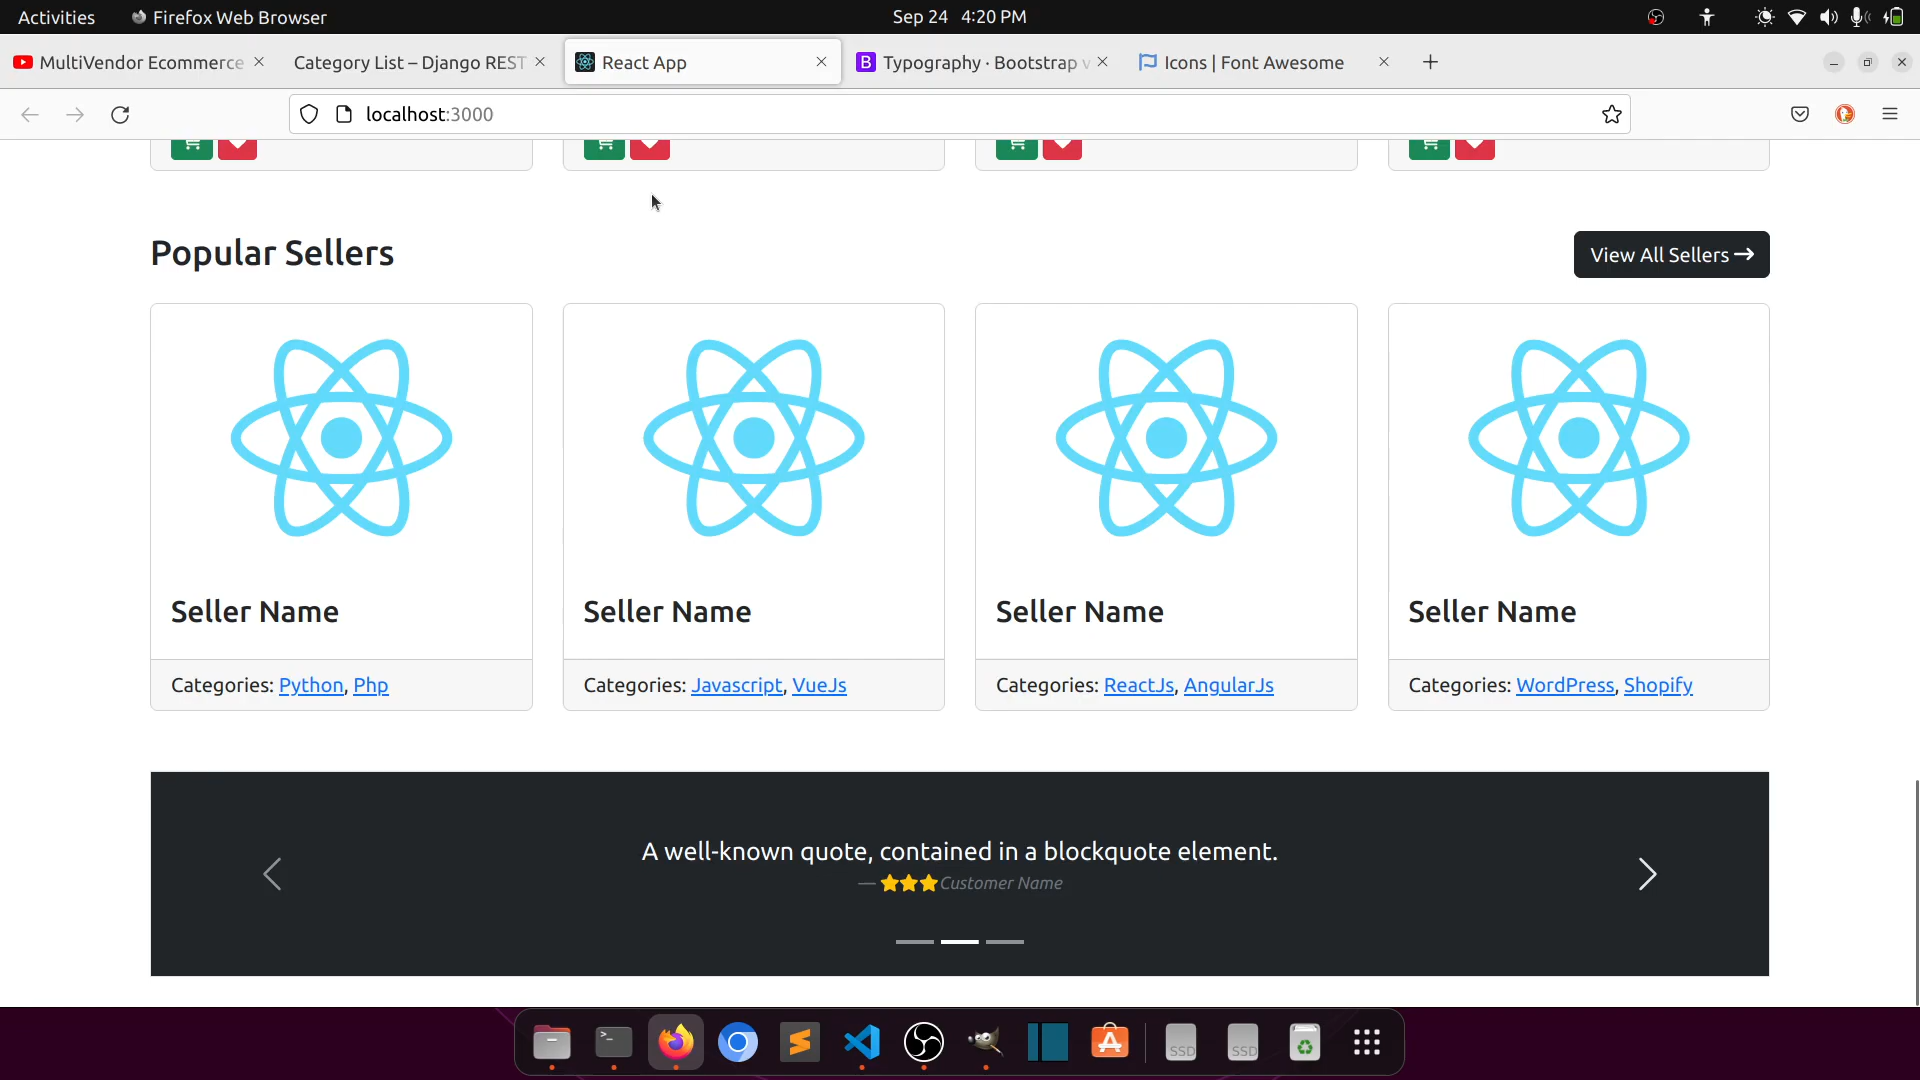 Activities
Firefox Web Browser
Sep 24 4:20 PM
MultiVendor Ecommerce
Category List – Django REST
React App
B Typography · Bootstrap v
Icons | Font Awesome
localhost:3000
Popular Sellers
View All Sellers
Seller Name
Seller Name
Seller Name
Seller Name
Categories: Python, Php
Categories: Javascript, VueJs
Categories: ReactJs, AngularJs
Categories: WordPress, Shopify
A well-known quote, contained in a blockquote element.
— Customer Name
SSD
SSD